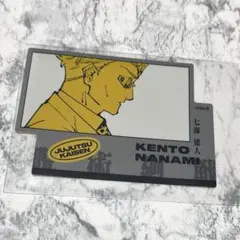 七海建人
JUJUTSU
KAISEN
KENTO
NANAMI